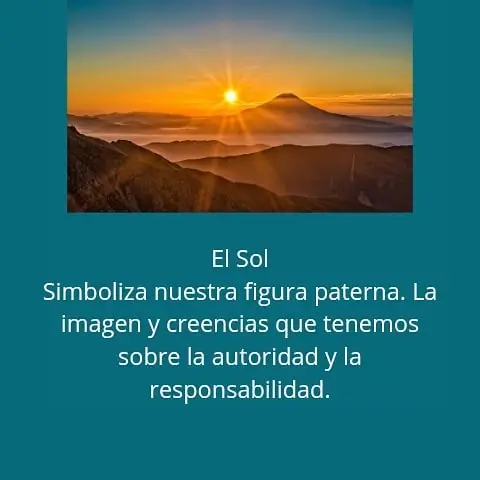 El Sol
Simboliza nuestra figura paterna. La
imagen y creencias que tenemos
sobre la autoridad y la
responsabilidad.